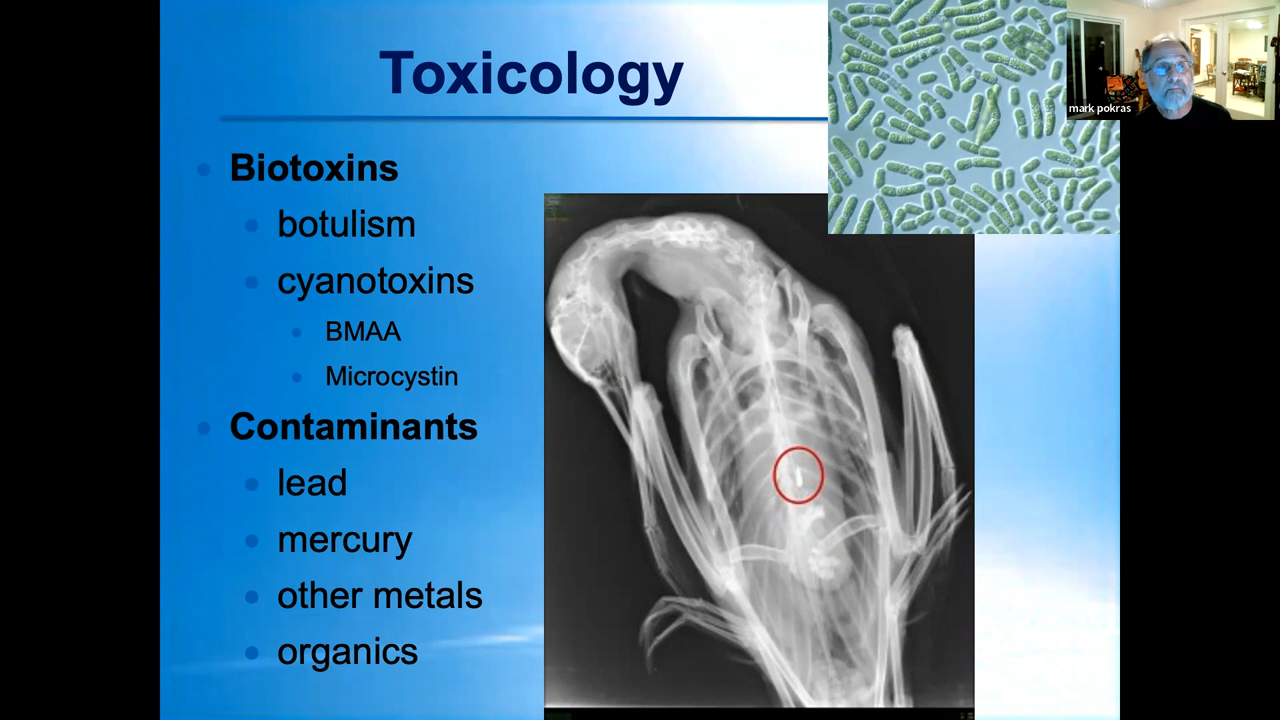 Toxicology
mark pokras
Biotoxins
botulism
cyanotoxins
BMAA
Microcystin
Contaminants
lead
mercury
other metals
organics